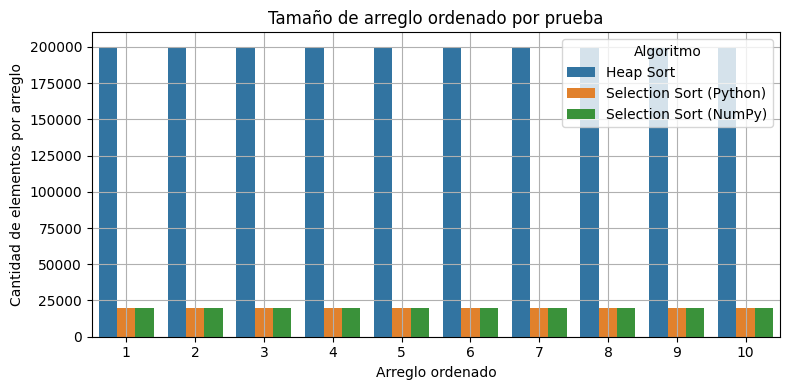 Tamaño de arreglo ordenado por prueba
Cantidad de elementos por arreglo
200000
175000
150000
125000
100000
75000
50000
25000
0
Algoritmo
Heap Sort
Selection Sort (Python)
Selection Sort (NumPy)
1 2 3 4 5 6 7 8 9 10
Arreglo ordenado